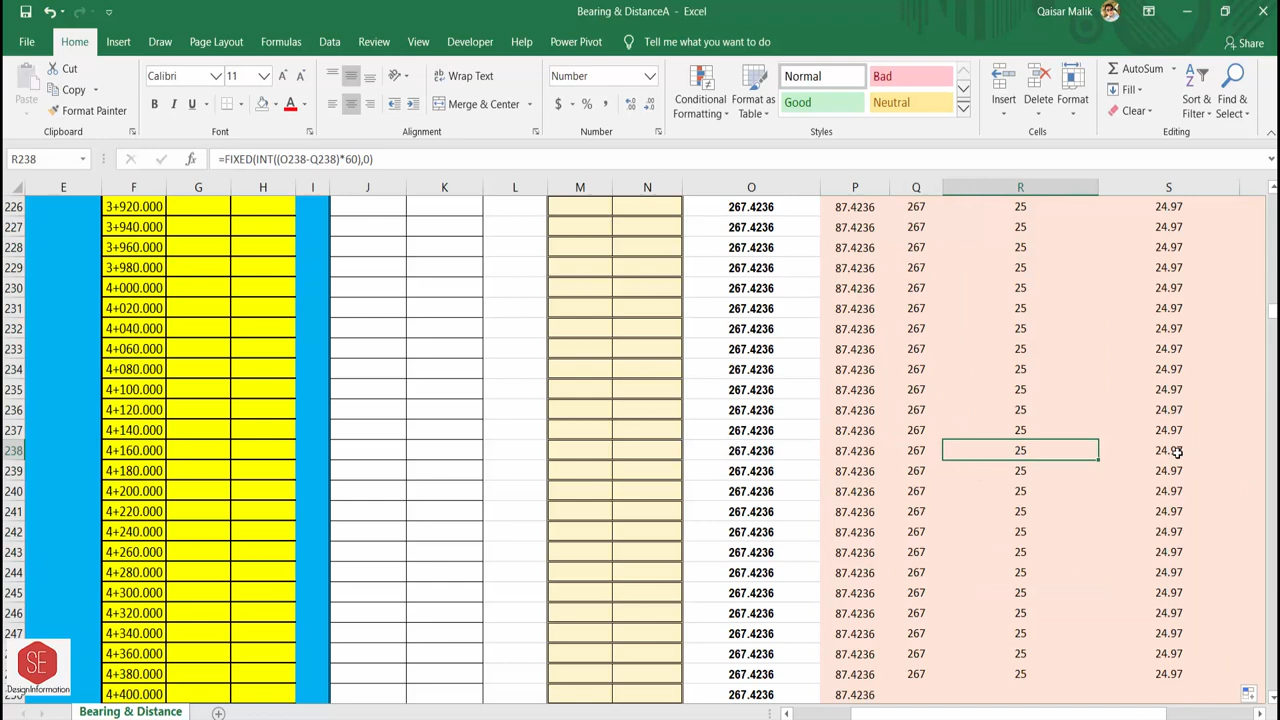 Bearing & DistanceA - Excel
Qaisar Malik
File Home Insert Draw Page Layout Formulas Data Review View Developer Help Power Pivot Tell me what you want to do Share
Paste Cut Copy Format Painter Clipboard
Calibri 11 B I U A Font
Wrap Text Merge & Center Alignment
Number $ % , Number
Conditional Formatting Format as Table Normal Bad Good Neutral Styles
Insert Delete Format Cells
AutoSum Fill Clear Sort & Filter Find & Select Editing
R238 fx =FIXED(INT((O238-Q238)*60),0)
E F G H I J K L M N O P Q R S
226 3+920.000 267.4236 87.4236 267 25 24.97
227 3+940.000 267.4236 87.4236 267 25 24.97
228 3+960.000 267.4236 87.4236 267 25 24.97
229 3+980.000 267.4236 87.4236 267 25 24.97
230 4+000.000 267.4236 87.4236 267 25 24.97
231 4+020.000 267.4236 87.4236 267 25 24.97
232 4+040.000 267.4236 87.4236 267 25 24.97
233 4+060.000 267.4236 87.4236 267 25 24.97
234 4+080.000 267.4236 87.4236 267 25 24.97
235 4+100.000 267.4236 87.4236 267 25 24.97
236 4+120.000 267.4236 87.4236 267 25 24.97
237 4+140.000 267.4236 87.4236 267 25 24.97
238 4+160.000 267.4236 87.4236 267 25 24.97
239 4+180.000 267.4236 87.4236 267 25 24.97
240 4+200.000 267.4236 87.4236 267 25 24.97
241 4+220.000 267.4236 87.4236 267 25 24.97
242 4+240.000 267.4236 87.4236 267 25 24.97
243 4+260.000 267.4236 87.4236 267 25 24.97
244 4+280.000 267.4236 87.4236 267 25 24.97
245 4+300.000 267.4236 87.4236 267 25 24.97
246 4+320.000 267.4236 87.4236 267 25 24.97
247 4+340.000 267.4236 87.4236 267 25 24.97
4+360.000 267.4236 87.4236 267 25 24.97
4+380.000 267.4236 87.4236 267 25 24.97
4+400.000 267.4236 87.4236
SE
DesignInformation
Bearing & Distance